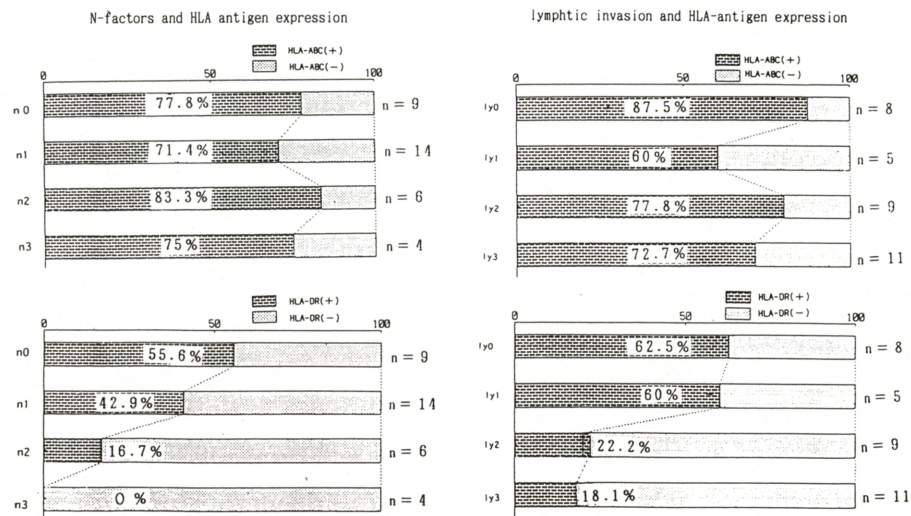 N-factors and HLA antigen expression
HLA-ABC(+)
HLA-ABC(-)
0 50 100
n0 77.8% n = 9
n1 71.4% n = 14
n2 83.3% n = 6
n3 75% n = 4
HLA-DR(+)
HLA-DR(-)
0 50 100
n0 55.6% n = 9
n1 42.9% n = 14
n2 16.7% n = 6
n3 0 % n = 4
lymphtic invasion and HLA-antigen expression
HLA-ABC(+)
HLA-ABC(-)
0 50 100
ly0 87.5% n = 8
ly1 60% n = 5
ly2 77.8% n = 9
ly3 72.7% n = 11
HLA-DR(+)
HLA-DR(-)
0 50 100
ly0 62.5% n = 8
ly1 60% n = 5
ly2 22.2% n = 9
ly3 18.1% n = 11